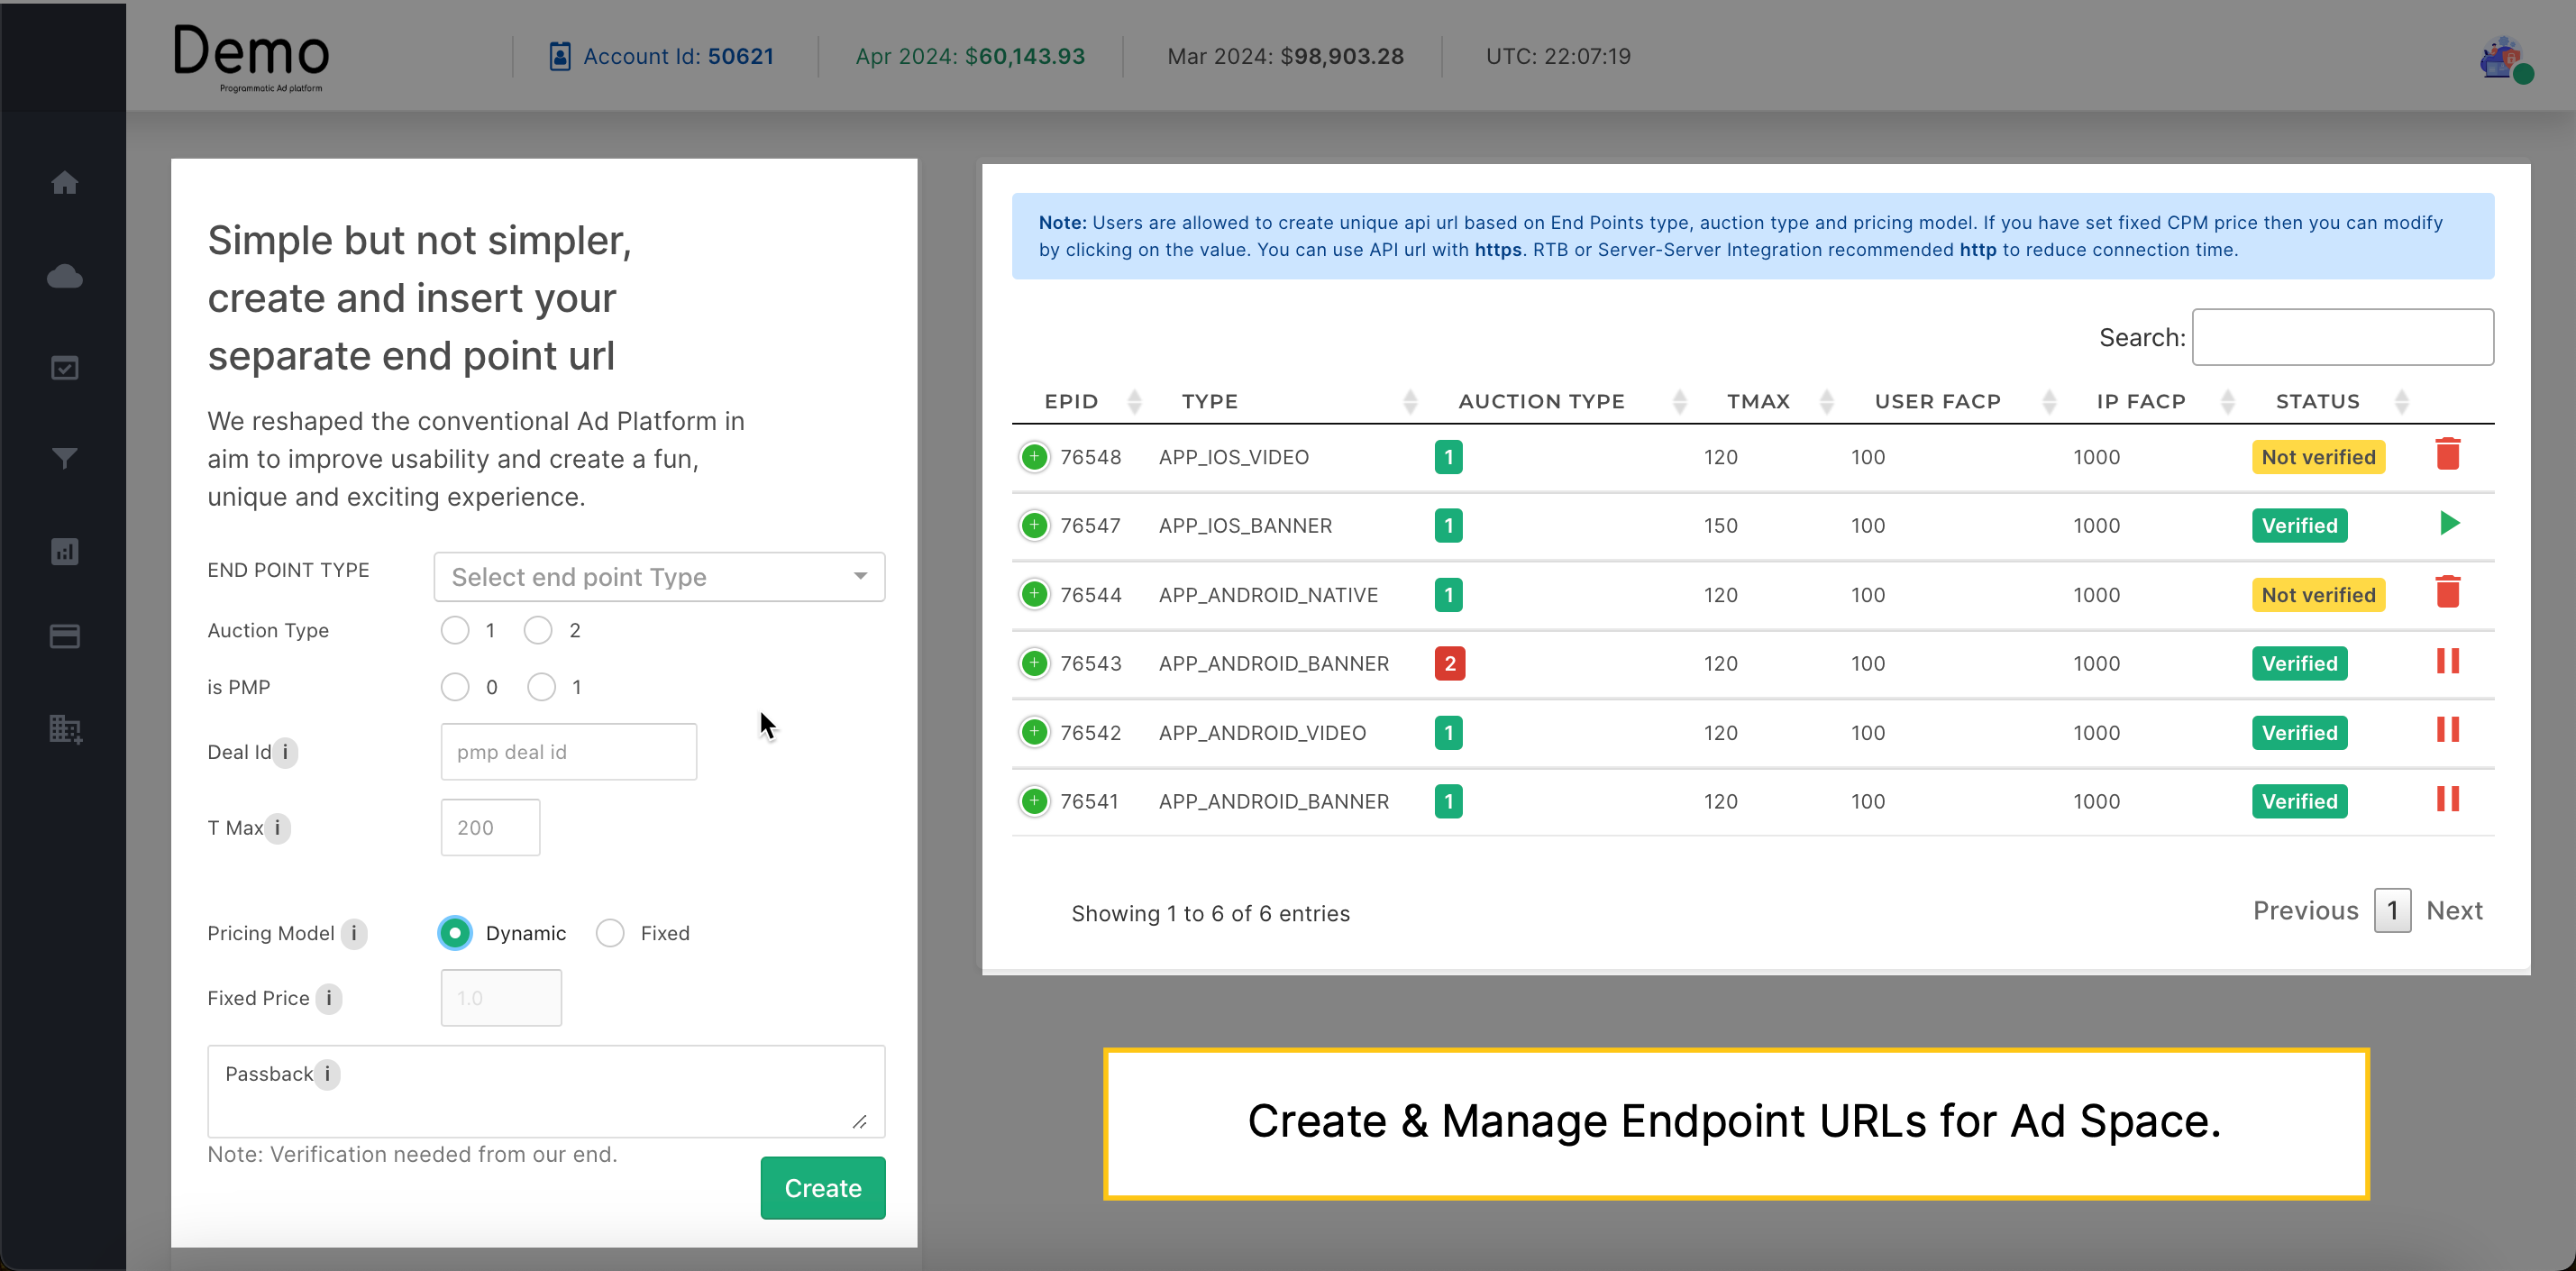 Demo
Programmatic Ad platform
Account Id: 50621
Apr 2024: $60,143.93
Mar 2024: $98,903.28
UTC: 22:07:19
Simple but not simpler,
create and insert your
separate end point url
We reshaped the conventional Ad Platform in
aim to improve usability and create a fun,
unique and exciting experience.
END POINT TYPE Select end point Type
Auction Type 1 2
is PMP 0 1
Deal Id i pmp deal id
T Max i 200
Pricing Model i Dynamic Fixed
Fixed Price i 1.0
Passback i
Note: Verification needed from our end.
Create
Note: Users are allowed to create unique api url based on End Points type, auction type and pricing model. If you have set fixed CPM price then you can modify
by clicking on the value. You can use API url with https. RTB or Server-Server Integration recommended http to reduce connection time.
Search:
EPID TYPE AUCTION TYPE TMAX USER FACP IP FACP STATUS
76548 APP_IOS_VIDEO 1 120 100 1000 Not verified
76547 APP_IOS_BANNER 1 150 100 1000 Verified
76544 APP_ANDROID_NATIVE 1 120 100 1000 Not verified
76543 APP_ANDROID_BANNER 2 120 100 1000 Verified
76542 APP_ANDROID_VIDEO 1 120 100 1000 Verified
76541 APP_ANDROID_BANNER 1 120 100 1000 Verified
Showing 1 to 6 of 6 entries
Previous 1 Next
Create & Manage Endpoint URLs for Ad Space.